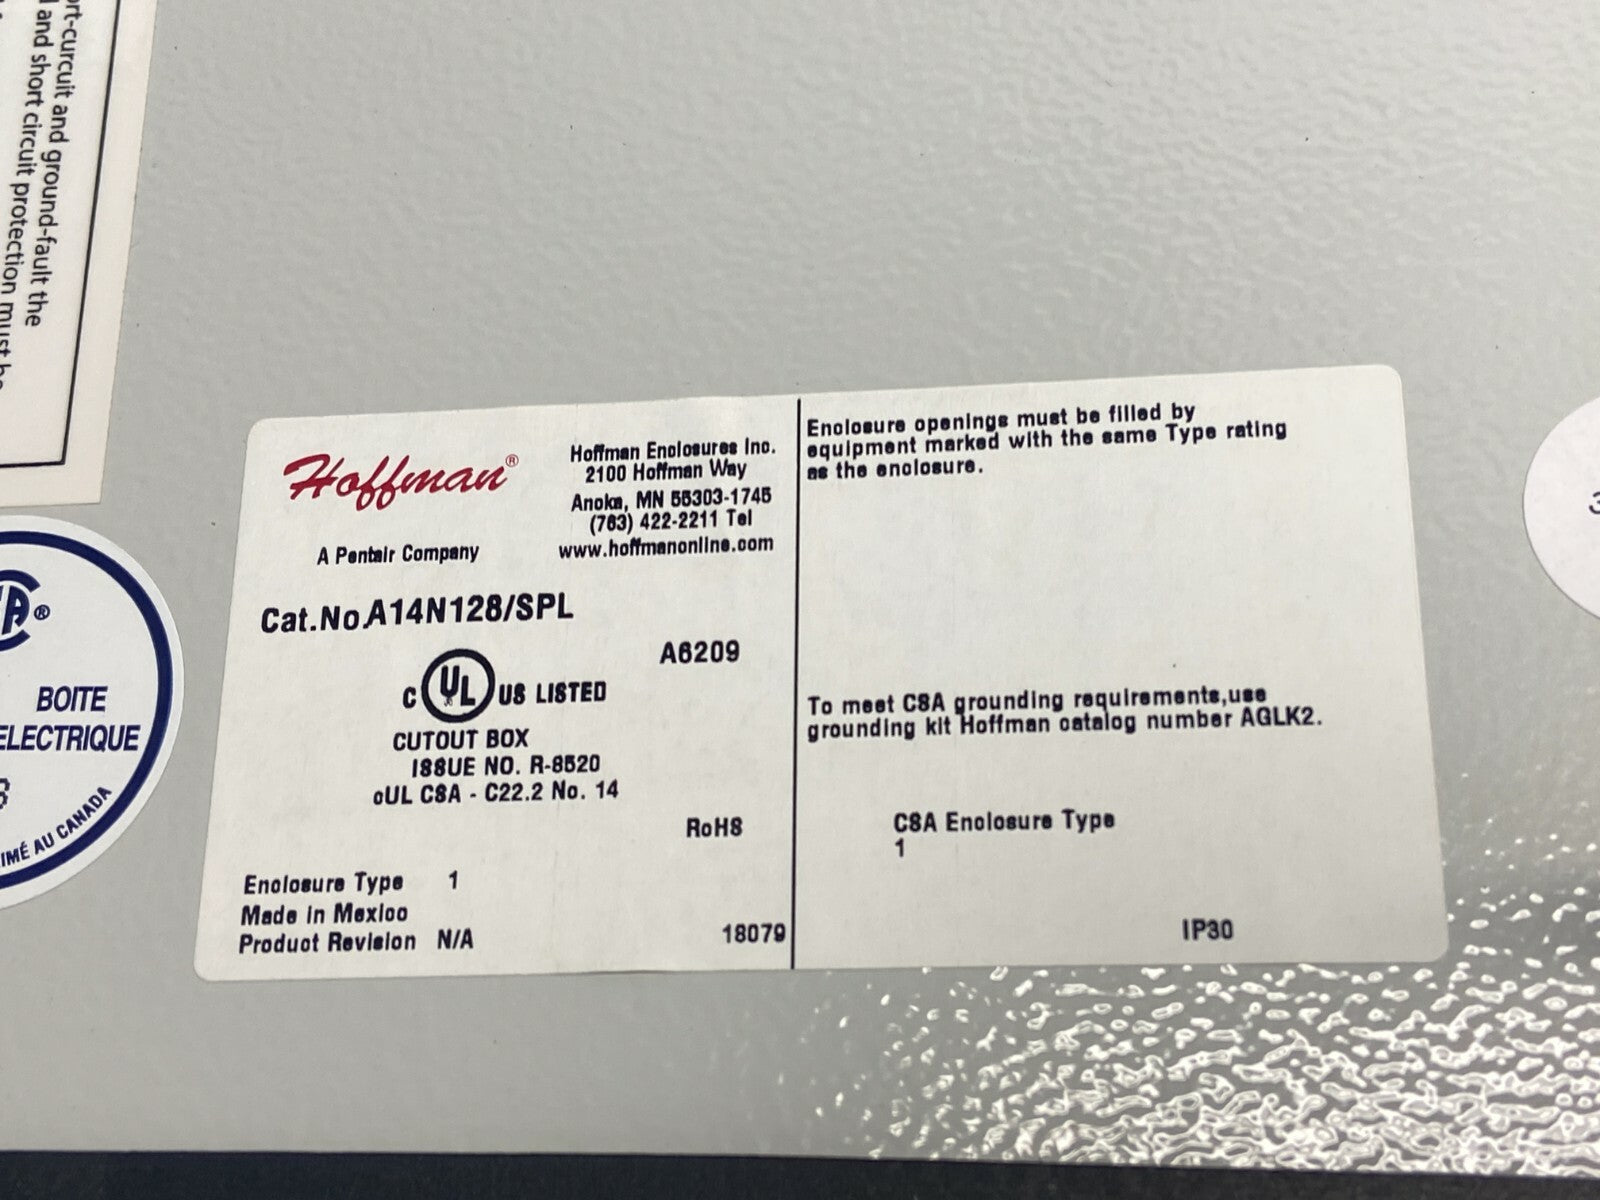 rt-curcuit and ground-fault the
and short circuit protection must be
®
BOITE
ELECTRIQUE
IMÉ AU CANADA
Hoffman®
A Pentair Company
Hoffman Enclosures Inc.
2100 Hoffman Way
Anoka, MN 55303-1745
(763) 422-2211 Tel
www.hoffmanonline.com
Cat.No.A14N128/SPL
A6209
C UL US LISTED
CUTOUT BOX
ISSUE NO. R-8520
cUL CSA - C22.2 No. 14
RoHS
Enclosure Type 1
Made in Mexico
Product Revision N/A
18079
Enclosure openings must be filled by
equipment marked with the same Type rating
as the enclosure.
To meet CSA grounding requirements,use
grounding kit Hoffman catalog number AGLK2.
CSA Enclosure Type
1
IP30